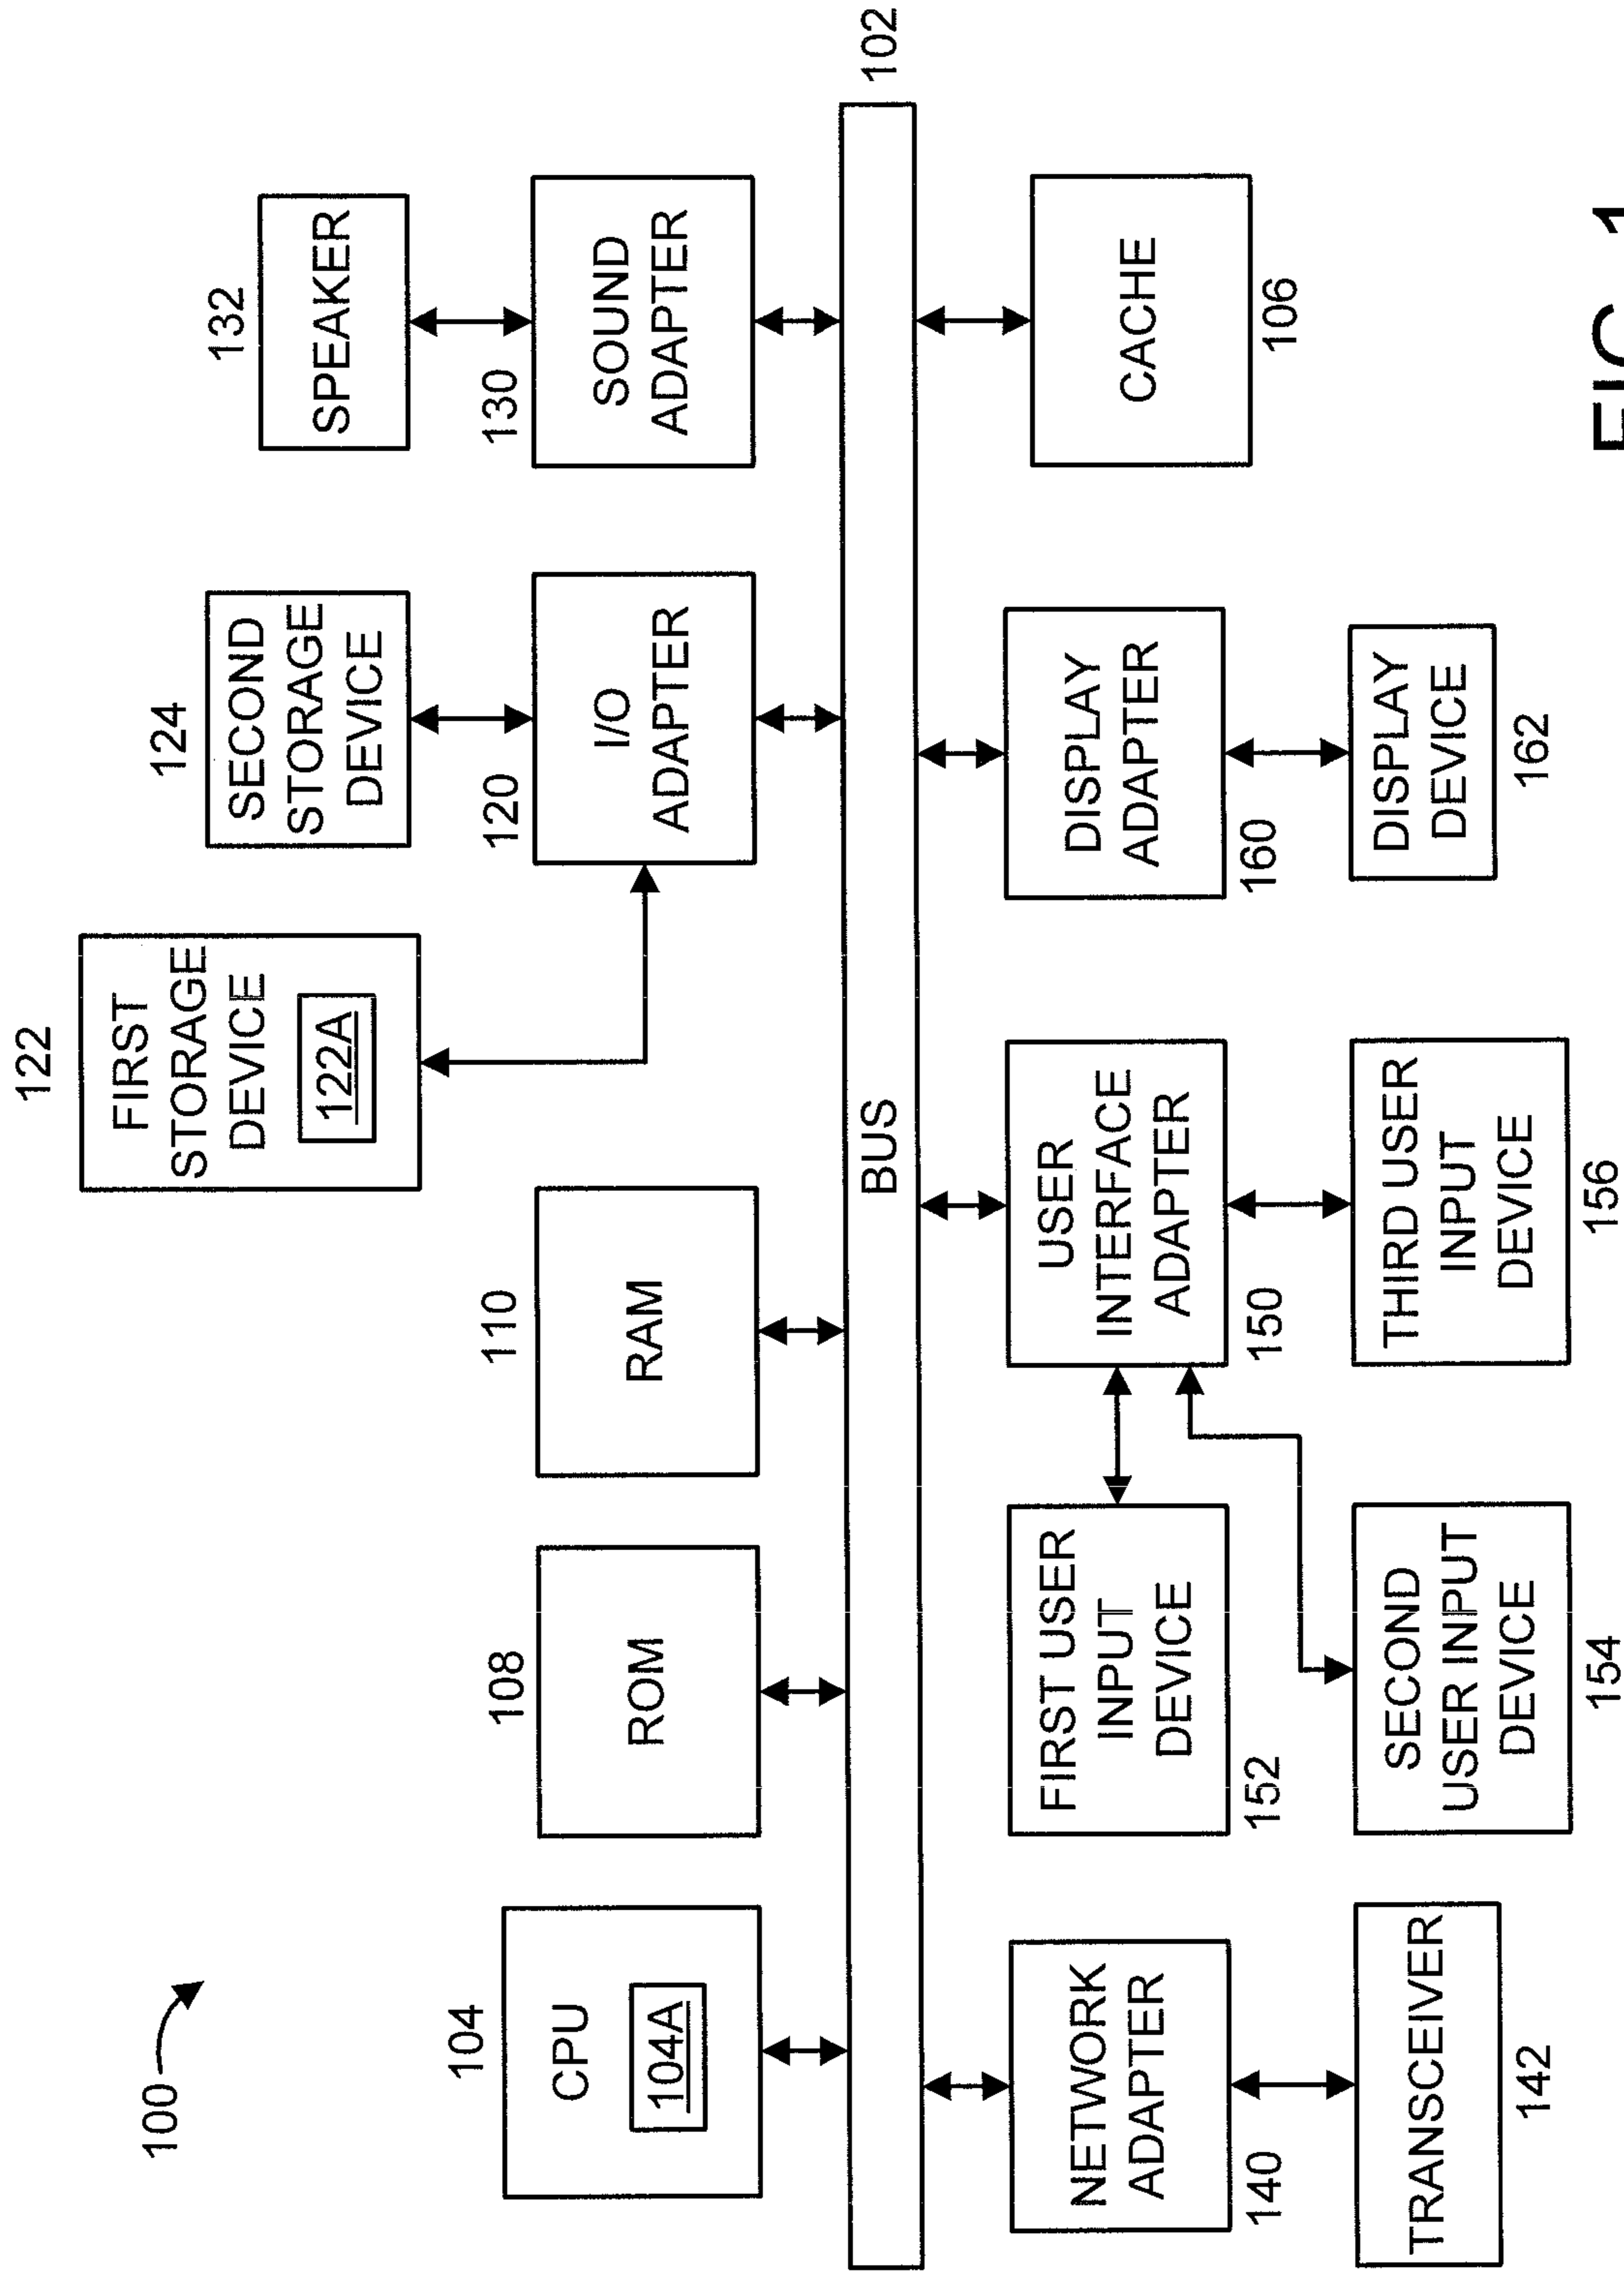 100
104
CPU
104A
108
ROM
110
RAM
122
FIRST
STORAGE
DEVICE
122A
124
SECOND
STORAGE
DEVICE
120
I/O
ADAPTER
132
SPEAKER
130
SOUND
ADAPTER
BUS
102
NETWORK
ADAPTER
140
TRANSCEIVER
142
FIRST USER
INPUT
DEVICE
152
SECOND
USER INPUT
DEVICE
154
USER
INTERFACE
ADAPTER
150
THIRD USER
INPUT
DEVICE
156
DISPLAY
ADAPTER
160
DISPLAY
DEVICE
162
CACHE
106
FIG. 1